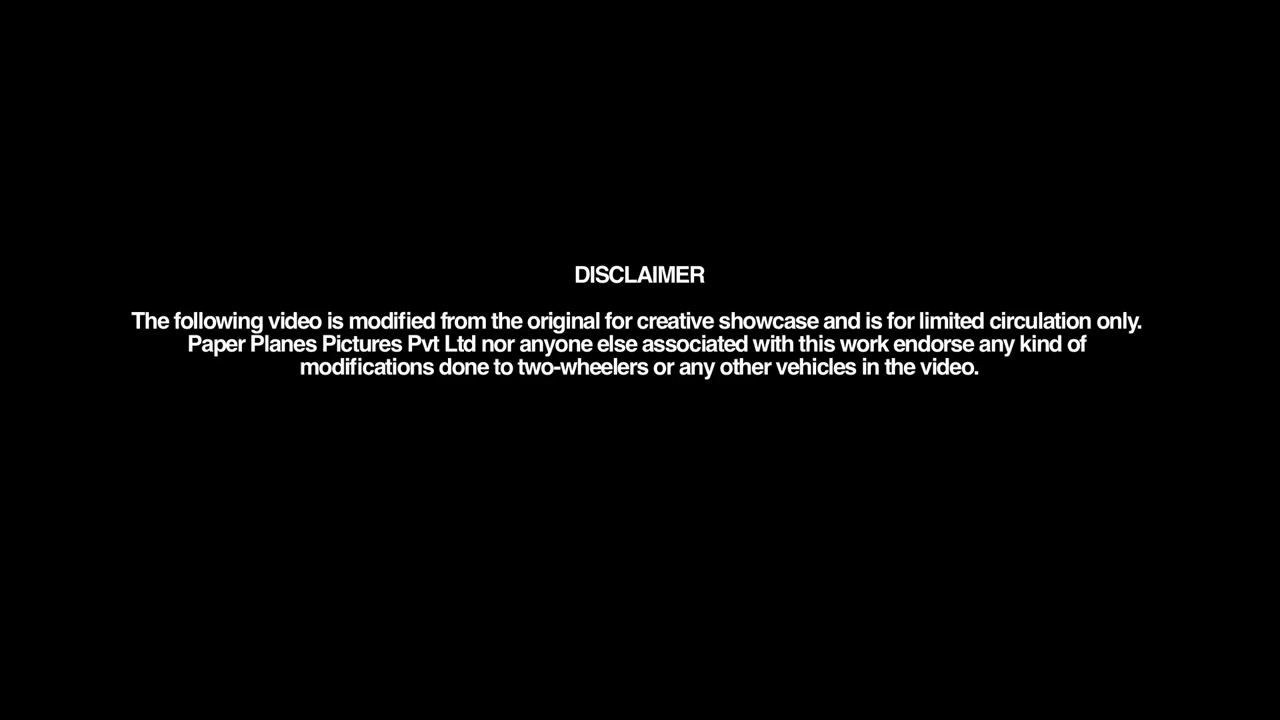 DISCLAIMER
The following video is modified from the original for creative showcase and is for limited circulation only.
Paper Planes Pictures Pvt Ltd nor anyone else associated with this work endorse any kind of
modifications done to two-wheelers or any other vehicles in the video.